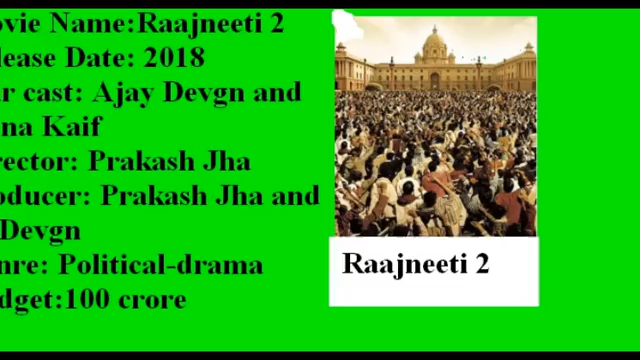 ovie Name:Raajneeti 2
lease Date: 2018
r cast: Ajay Devgn and
na Kaif
rector: Prakash Jha
oducer: Prakash Jha and
Devgn
nre: Political-drama
dget:100 crore
Raajneeti 2